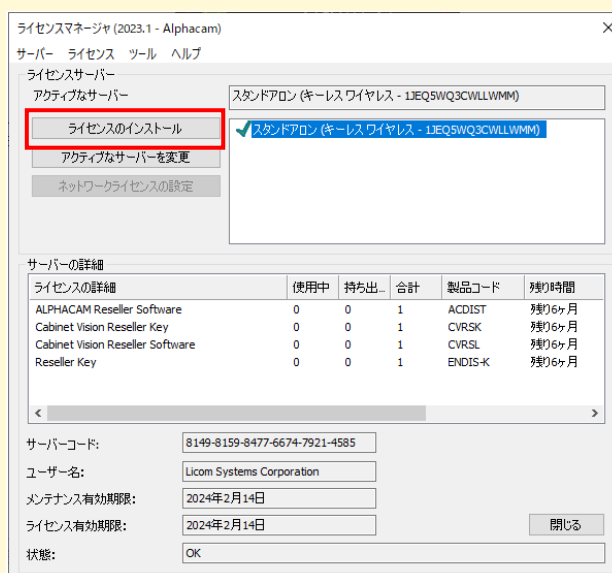 ライセンスマネージャ (2023.1 - Alphacam)
サーバー ライセンス ツール ヘルプ
ライセンスサーバー
アクティブなサーバー スタンドアロン (キーレス ワイヤレス - 1JEQ5WQ3CWLLWMM)
ライセンスのインストール スタンドアロン (キーレス ワイヤレス - 1JEQ5WQ3CWLLWMM)
アクティブなサーバーを変更
ネットワークライセンスの設定
サーバーの詳細
ライセンスの詳細 使用中 持ち出... 合計 製品コード 残り時間
ALPHACAM Reseller Software 0 0 1 ACDIST 残り6ヶ月
Cabinet Vision Reseller Key 0 0 1 CVRSK 残り6ヶ月
Cabinet Vision Reseller Software 0 0 1 CVRSL 残り6ヶ月
Reseller Key 0 0 1 ENDIS-K 残り6ヶ月
サーバーコード: 8149-8159-8477-6674-7921-4585
ユーザー名: Licom Systems Corporation
メンテナンス有効期限: 2024年2月14日
ライセンス有効期限: 2024年2月14日 閉じる
状態: OK